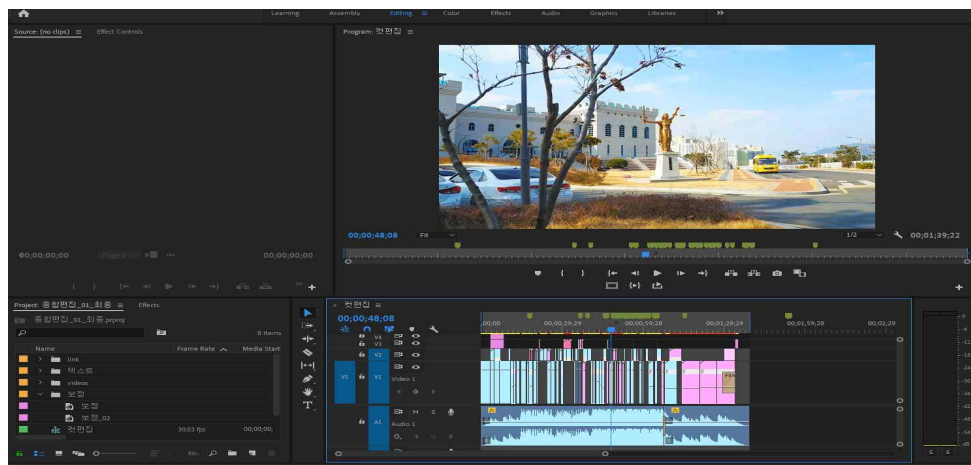 Learning Assembly Editing Color Effects Audio Graphics Libraries >>
Source: (no clips) Effect Controls
Program: 컷편집
00;00;48;08 Fit 1/2 00;01;39;22
00;00;00;00 00;00;00;00
Project: 종합편집_01_최종 Effects
종합편집_01_최종.prproj
8 Items
Name Frame Rate Media Start
link
텍스트
videos
보정
보정
보정_02
컷편집 30.03 fps 00;00;00;
T
× 컷편집
00;00;48;08
;00;00 00;00;29;29 00;00;59;28 00;01;29;29 00;01;59;28 00;02;29
V4
V3
V2
V1 V1 Video 1
A1 M S
Audio 1
fx fx
0
S S